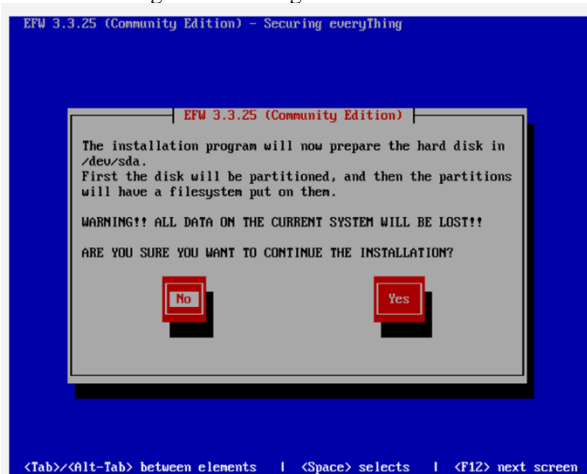 EFW 3.3.25 (Community Edition) - Securing everyThing
EFW 3.3.25 (Community Edition)
The installation program will now prepare the hard disk in
/dev/sda.
First the disk will be partitioned, and then the partitions
will have a filesystem put on them.
WARNING!! ALL DATA ON THE CURRENT SYSTEM WILL BE LOST!!
ARE YOU SURE YOU WANT TO CONTINUE THE INSTALLATION?
No Yes
<Tab>/<Alt-Tab> between elements | <Space> selects | <F12> next screen